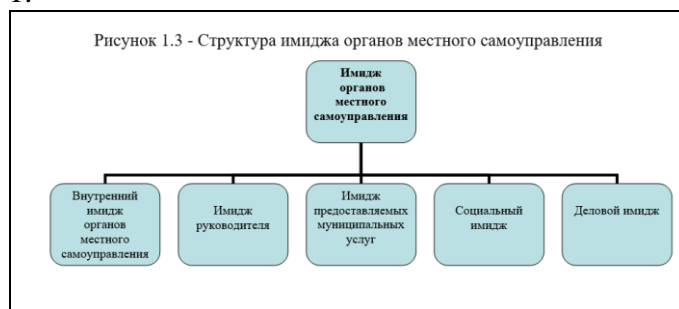 1.
Рисунок 1.3 - Структура имиджа органов местного самоуправления
Имидж
органов
местного
самоуправления
Внутренний
имидж
органов
местного
самоуправления
Имидж
руководителя
Имидж
предоставляемых
муниципальных
услуг
Социальный
имидж
Деловой имидж